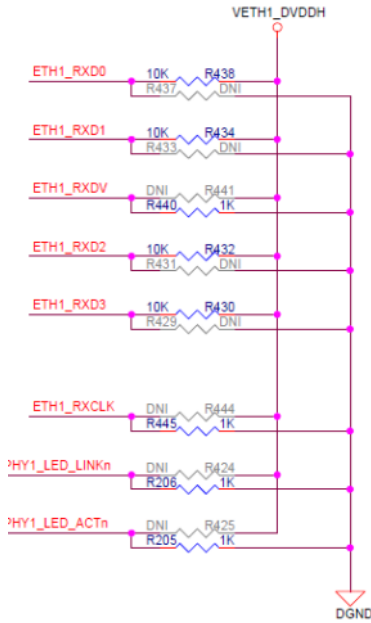 VETH1_DVDDH
ETH1_RXD0 10K R438
R437 DNI
ETH1_RXD1 10K R434
R433 DNI
ETH1_RXDV DNI R441
R440 1K
ETH1_RXD2 10K R432
R431 DNI
ETH1_RXD3 10K R430
R429 DNI
ETH1_RXCLK DNI R444
R445 1K
PHY1_LED_LINKn DNI R424
R206 1K
PHY1_LED_ACTn DNI R425
R205 1K
DGND